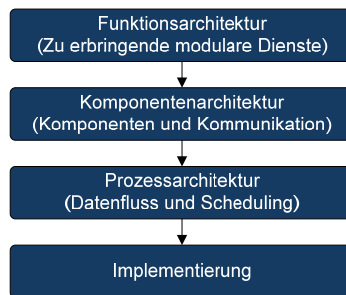 Funktionsarchitektur
(Zu erbringende modulare Dienste)
Komponentenarchitektur
(Komponenten und Kommunikation)
Prozessarchitektur
(Datenfluss und Scheduling)
Implementierung